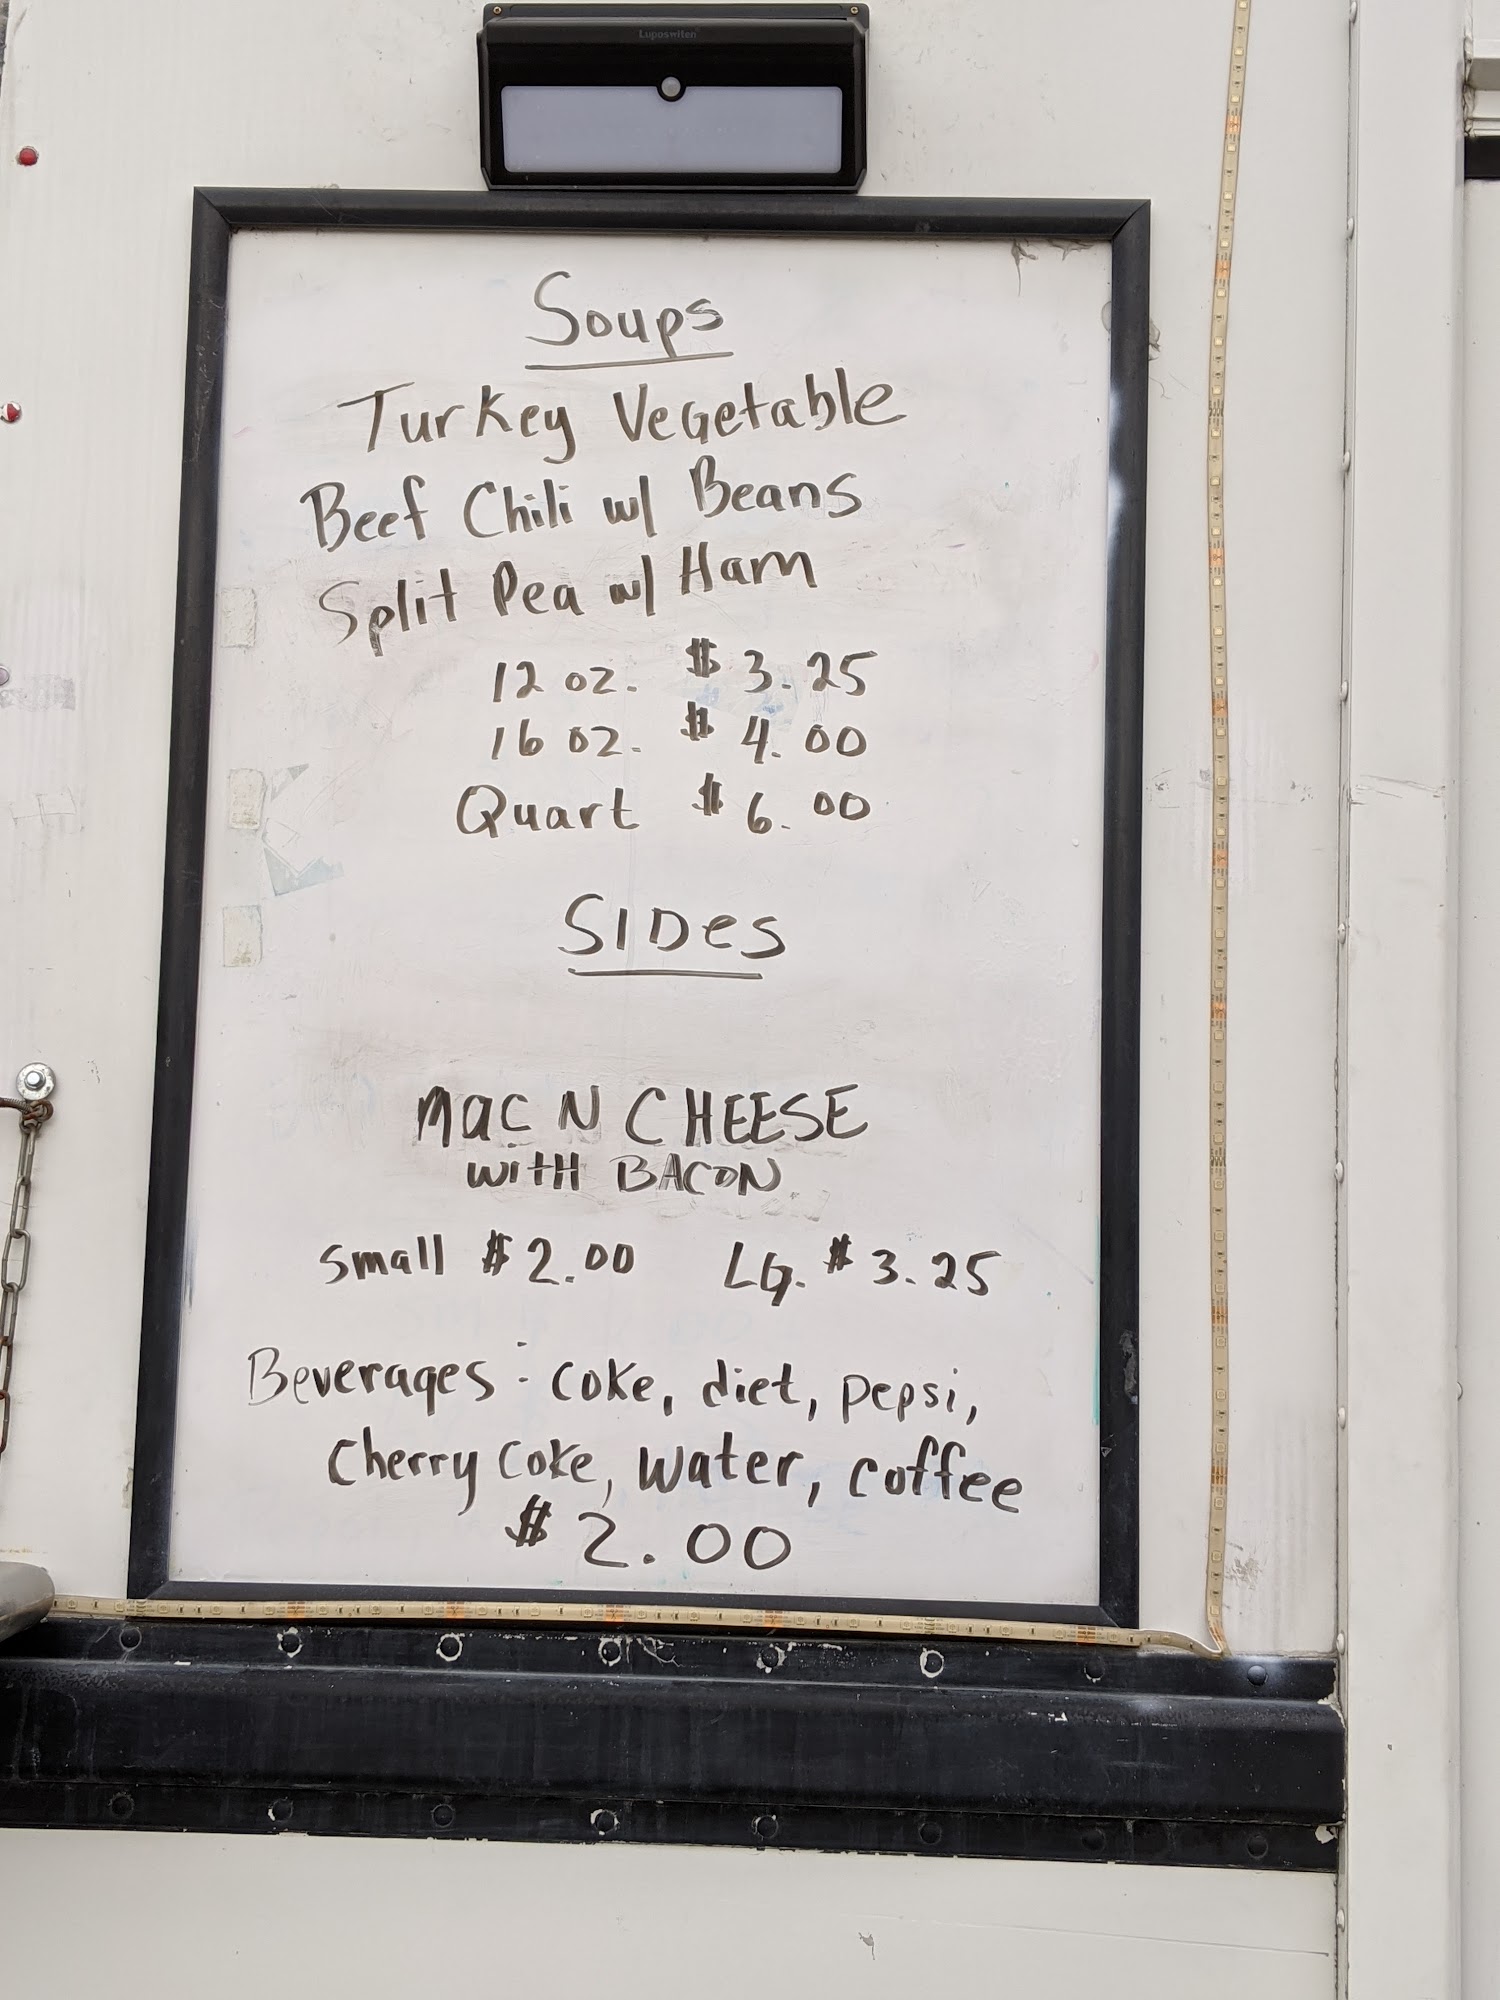 Luposwiten
Soups
Turkey Vegetable
Beef Chili w/ Beans
Split Pea w/ Ham
12 oz. $3.25
16 oz. $4.00
Quart $6.00
SIDes
Mac N CHEESE
with BACON
Small $2.00 LG. $3.25
Beverages: coke, diet, pepsi,
Cherry Coke, Water, coffee
$2.00